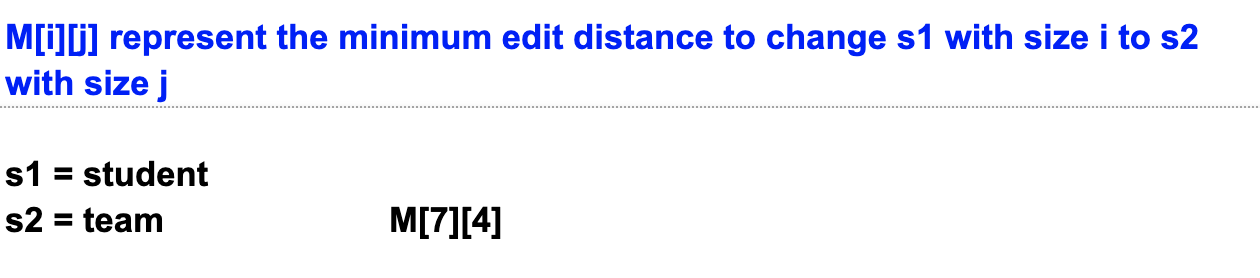 M[i][j] represent the minimum edit distance to change s1 with size i to s2
with size j
s1 = student
s2 = team M[7][4]